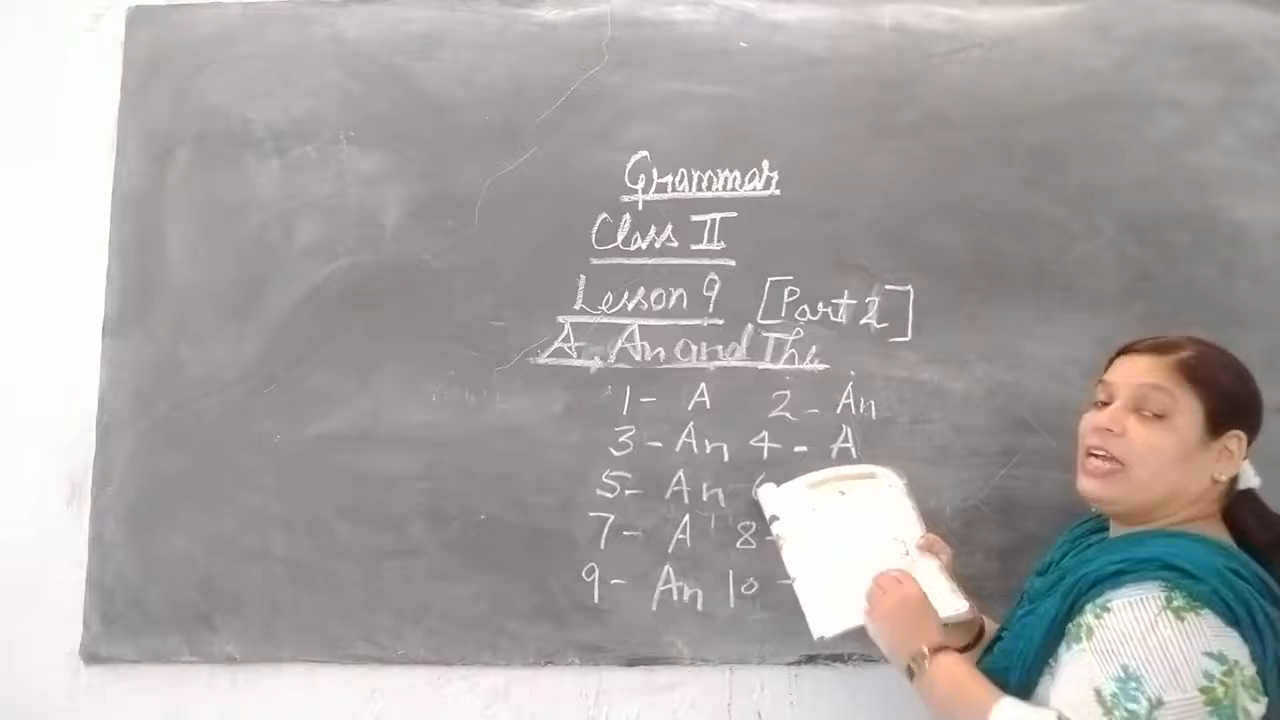 Grammar
Class II
Lesson 9 [Part 2]
A, An and The
1- A 2- An
3- An 4- A
5- An
7- A 8-
9- An 10-